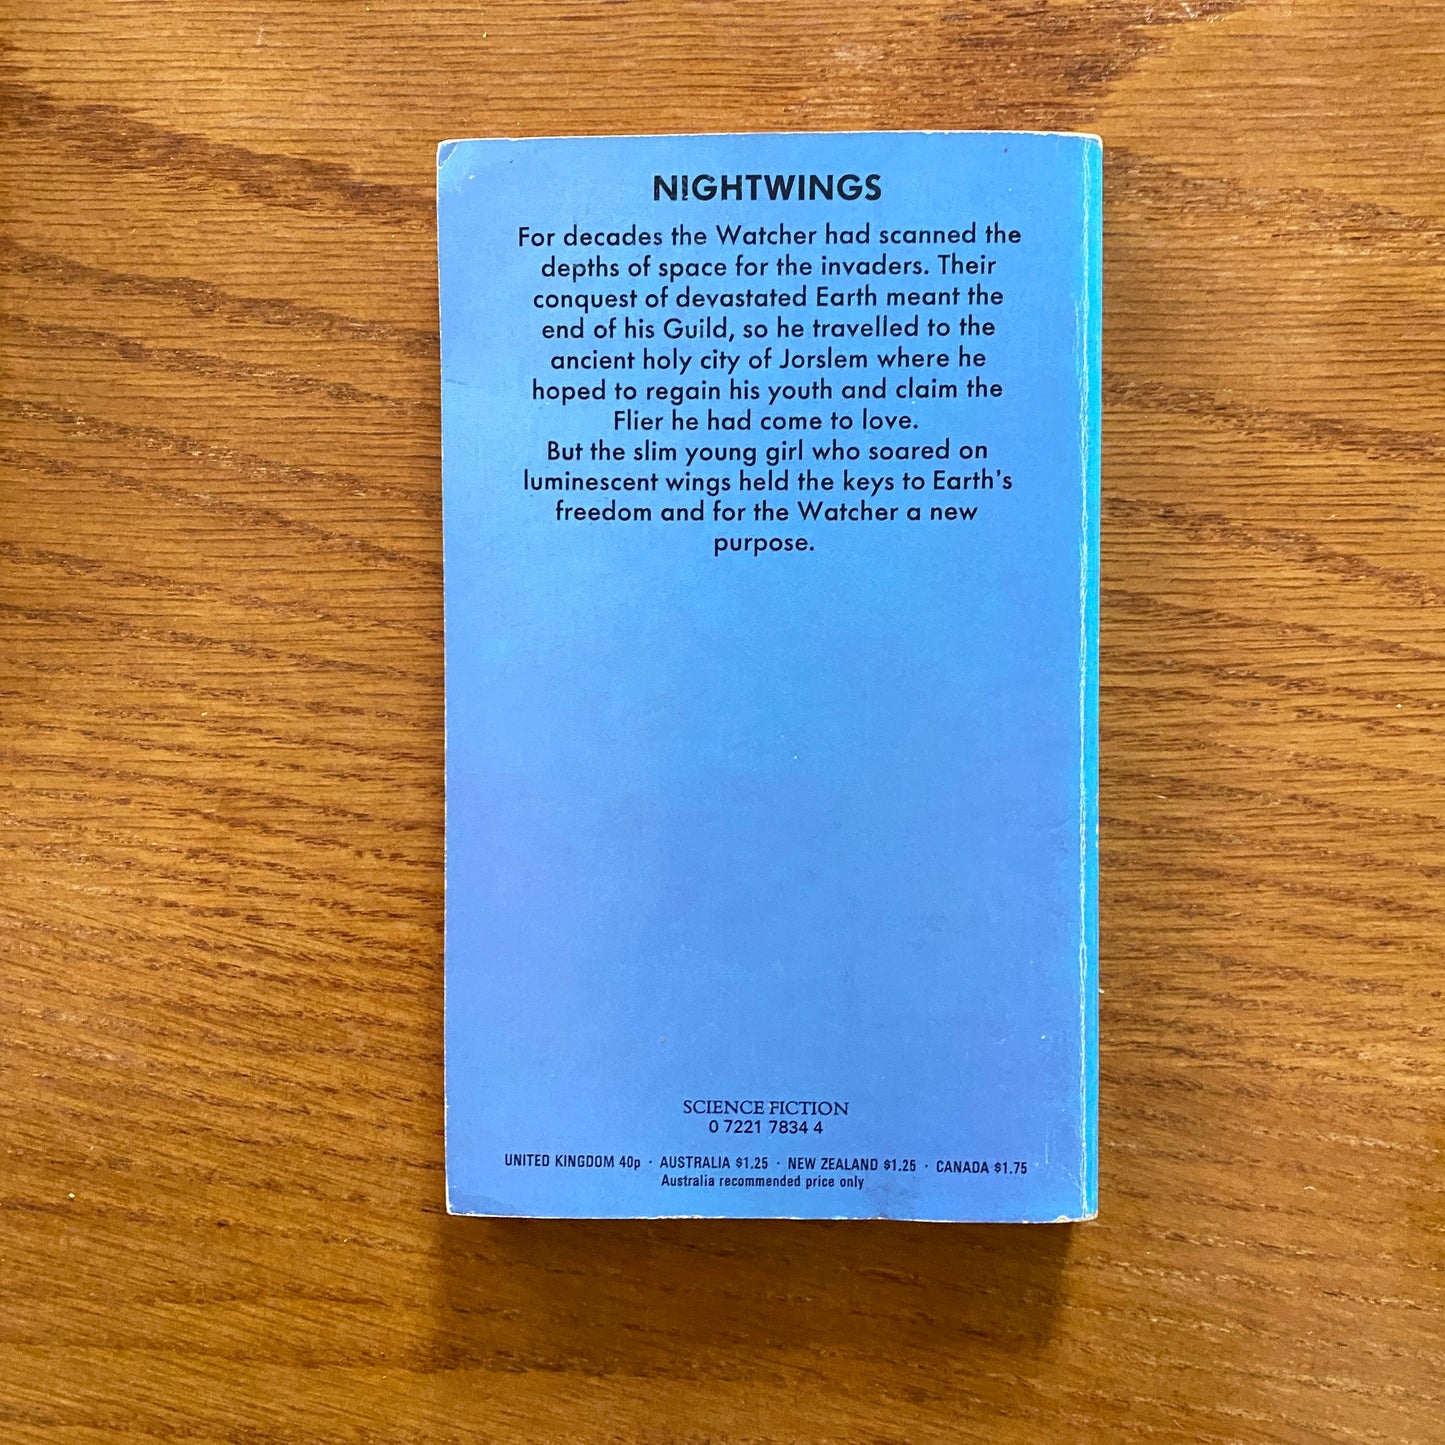 NIGHTWINGS
For decades the Watcher had scanned the
depths of space for the invaders. Their
conquest of devastated Earth meant the
end of his Guild, so he travelled to the
ancient holy city of Jorslem where he
hoped to regain his youth and claim the
Flier he had come to love.
But the slim young girl who soared on
luminescent wings held the keys to Earth's
freedom and for the Watcher a new
purpose.
SCIENCE FICTION
0 7221 7834 4
UNITED KINGDOM 40p · AUSTRALIA $1.25 · NEW ZEALAND $1.25 · CANADA $1.75
Australia recommended price only